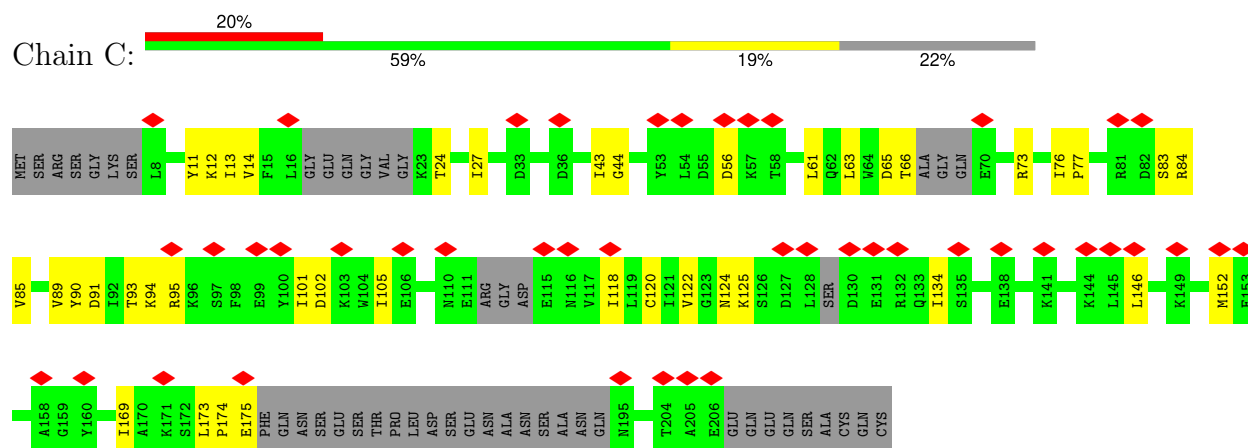 20%
Chain C:
59% 19% 22%
MET SER ARG SER GLY LYS SER L8 Y11 K12 I13 V14 F15 L16 GLY GLU GLN GLY VAL GLY K23 T24 I27 D33 D36 I43 G44 Y53 L54 D55 D56 K57 T58 L61 Q62 L63 W64 D65 T66 ALA GLY GLN E70 R73 I76 P77 R81 D82 S83 R84
V85 V89 Y90 D91 I92 T93 K94 R95 K96 S97 F98 E99 Y100 I101 D102 K103 W104 I105 E106 N110 E111 ARG GLY ASP E115 N116 V117 I118 L119 C120 I121 V122 G123 N124 K125 S126 D127 L128 SER D130 E131 R132 Q133 I134 S135 E138 K141 K144 L145 L146 K149 M152 E153
A158 G159 Y160 I169 A170 K171 S172 L173 P174 E175 PHE GLN ASN SER GLU SER THR PRO LEU ASP SER GLU ASN ALA ASN SER ALA ASN GLN N195 T204 A205 E206 GLU GLN GLU GLN SER ALA CYS GLN CYS